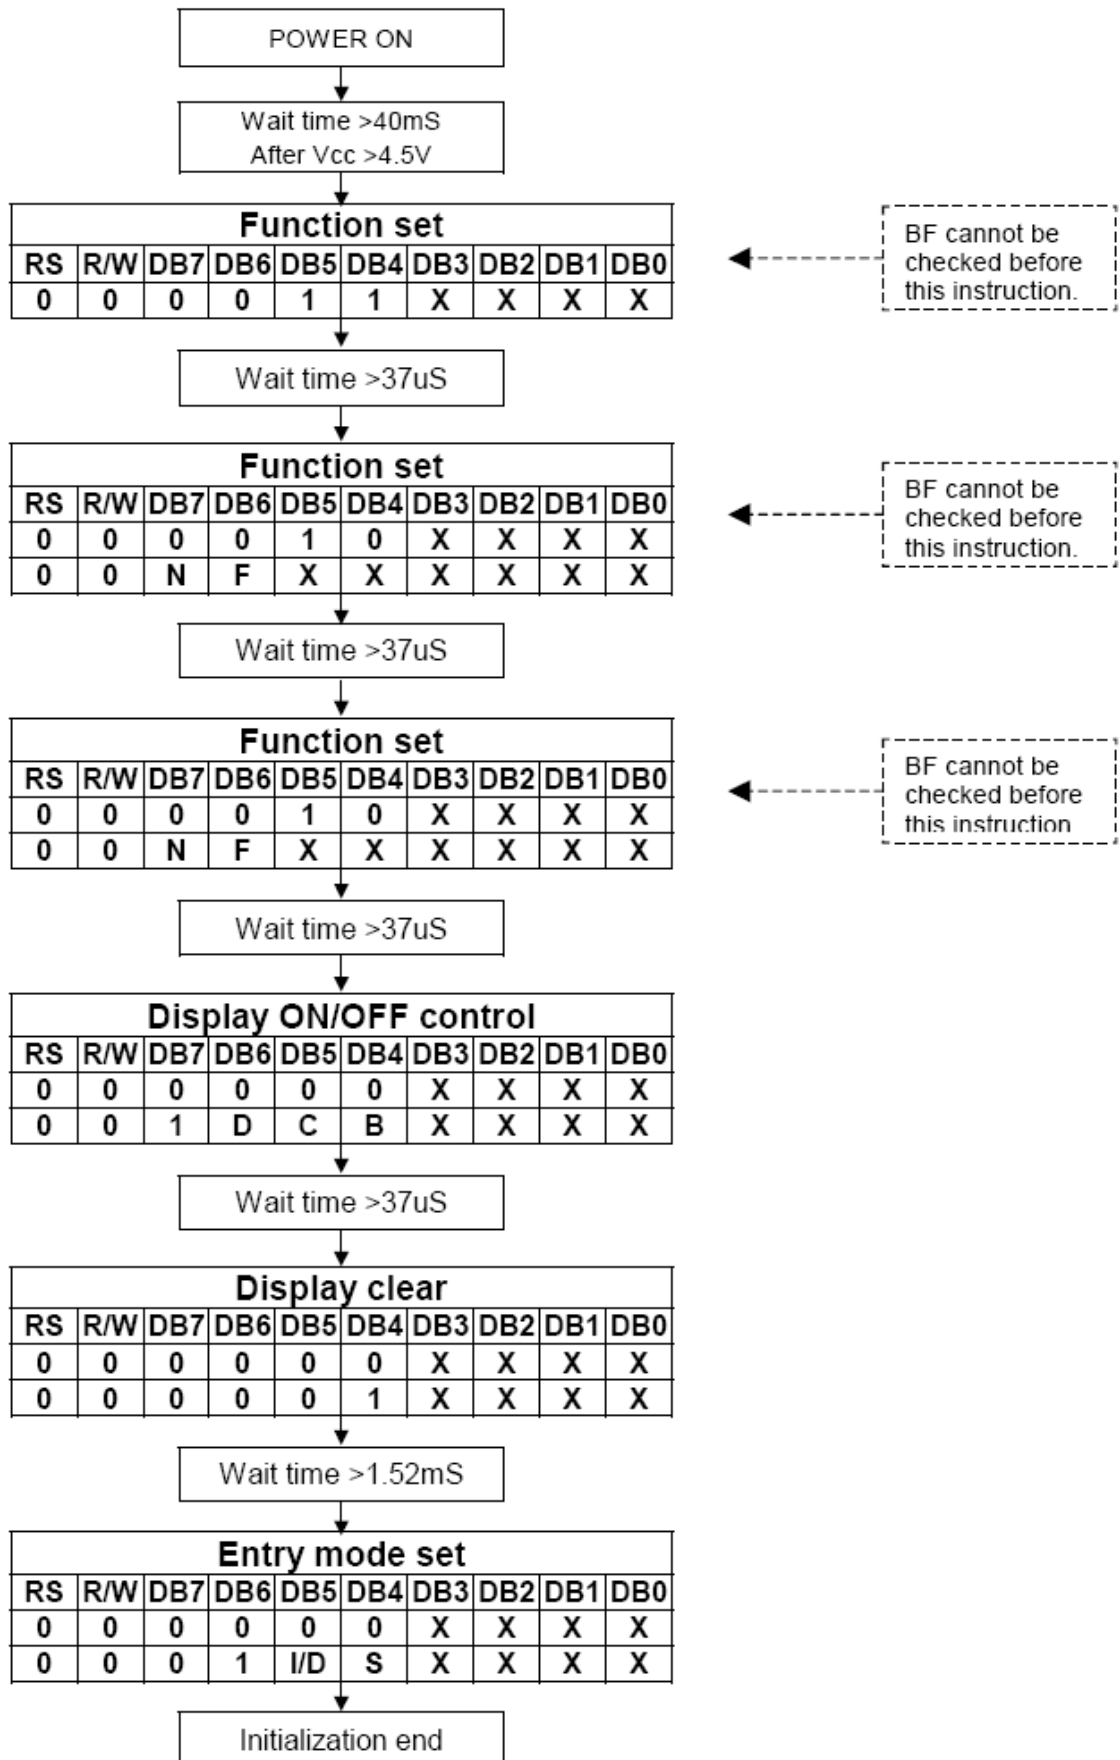 POWER ON
Wait time >40mS
After Vcc >4.5V
Function set
RS R/W DB7 DB6 DB5 DB4 DB3 DB2 DB1 DB0
0 0 0 0 1 1 X X X X
BF cannot be
checked before
this instruction.
Wait time >37uS
Function set
RS R/W DB7 DB6 DB5 DB4 DB3 DB2 DB1 DB0
0 0 0 0 1 0 X X X X
0 0 N F X X X X X X
BF cannot be
checked before
this instruction.
Wait time >37uS
Function set
RS R/W DB7 DB6 DB5 DB4 DB3 DB2 DB1 DB0
0 0 0 0 1 0 X X X X
0 0 N F X X X X X X
BF cannot be
checked before
this instruction
Wait time >37uS
Display ON/OFF control
RS R/W DB7 DB6 DB5 DB4 DB3 DB2 DB1 DB0
0 0 0 0 0 0 X X X X
0 0 1 D C B X X X X
Wait time >37uS
Display clear
RS R/W DB7 DB6 DB5 DB4 DB3 DB2 DB1 DB0
0 0 0 0 0 0 X X X X
0 0 0 0 0 1 X X X X
Wait time >1.52mS
Entry mode set
RS R/W DB7 DB6 DB5 DB4 DB3 DB2 DB1 DB0
0 0 0 0 0 0 X X X X
0 0 0 1 I/D S X X X X
Initialization end